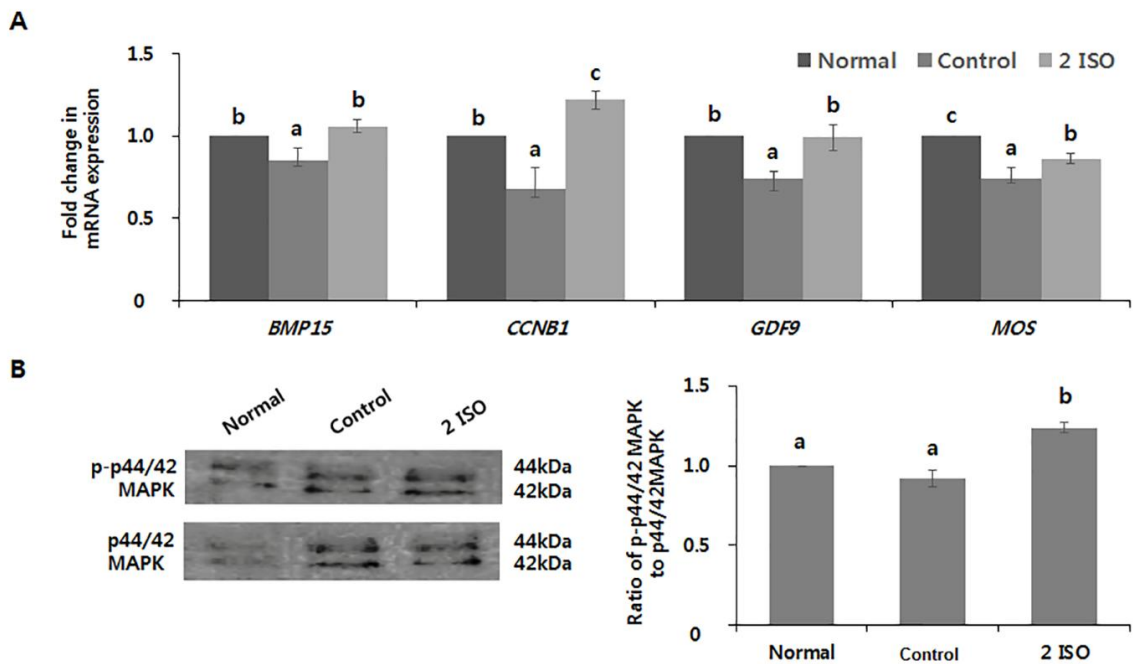 A
Fold change in
mRNA expression
1.5
1.0
0.5
0
Normal Control 2 ISO
b a b
b a c
b a b
c a b
BMP15 CCNB1 GDF9 MOS
B
Normal Control 2 ISO
p-p44/42
MAPK
44kDa
42kDa
p44/42
MAPK
44kDa
42kDa
Ratio of p-p44/42 MAPK
to p44/42MAPK
1.5
1.0
0.5
0
a a b
Normal Control 2 ISO